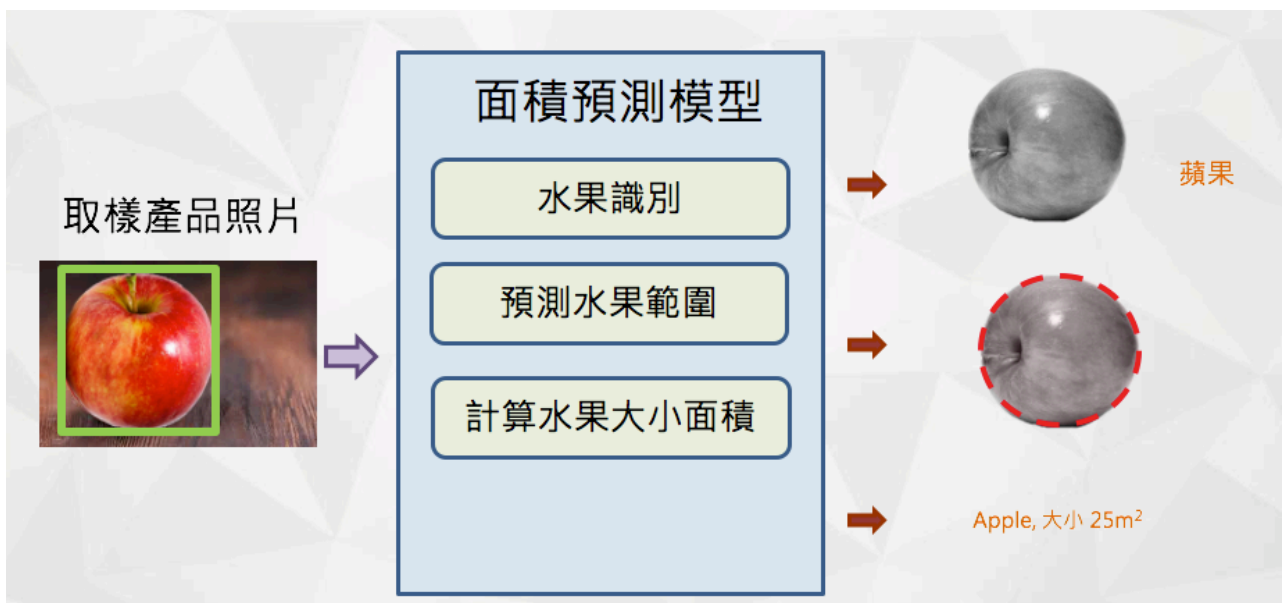 面積預測模型
水果識別
蘋果
取樣產品照片
預測水果範圍
計算水果大小面積
Apple, 大小 25m²